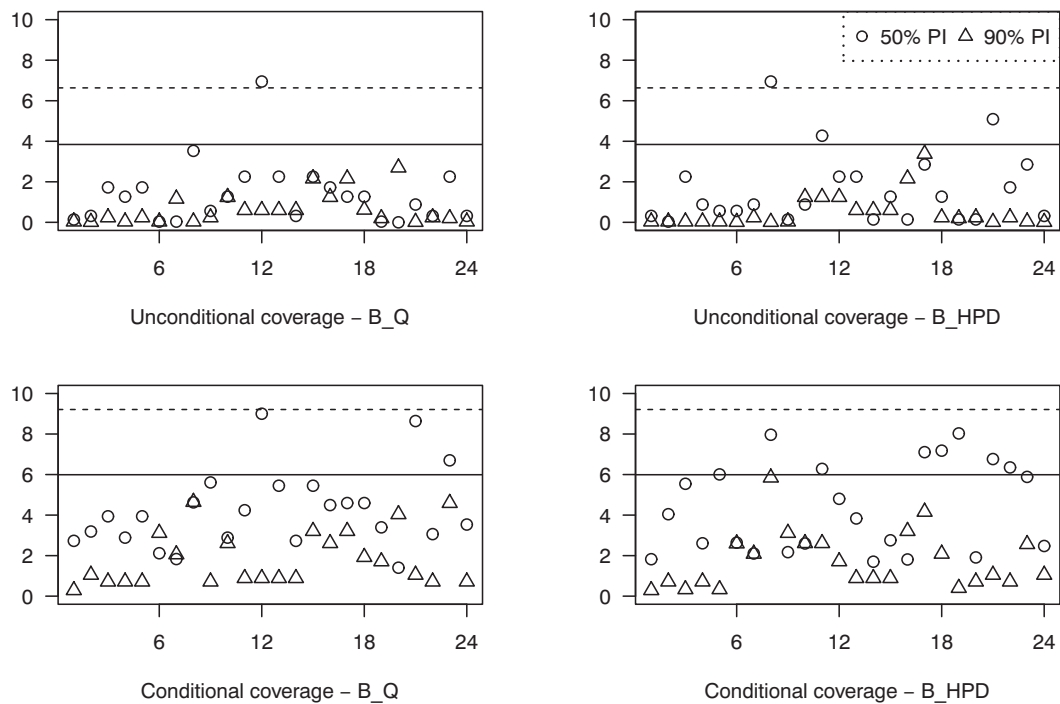 10
8
6
4
2
0
6 12 18 24
Unconditional coverage – B_Q
10
8
6
4
2
0
50% PI 90% PI
6 12 18 24
Unconditional coverage – B_HPD
10
8
6
4
2
0
6 12 18 24
Conditional coverage – B_Q
10
8
6
4
2
0
6 12 18 24
Conditional coverage – B_HPD